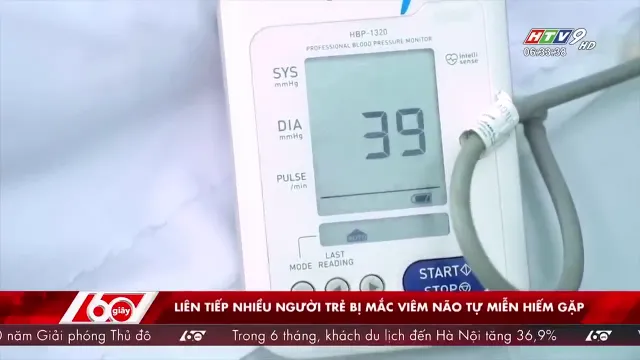 HBP-1320
PROFESSIONAL BLOOD PRESSURE MONITOR
Intelli sense
HTV9 HD
06:33:38
SYS
mmHg
DIA
mmHg
39
PULSE
/min
MODE
LAST READING
START
STOP
60 giây
LIÊN TIẾP NHIỀU NGƯỜI TRẺ BỊ MẮC VIÊM NÃO TỰ MIỄN HIẾM GẶP
0 năm Giải phóng Thủ đô
60s
Trong 6 tháng, khách du lịch đến Hà Nội tăng 36,9%
60s